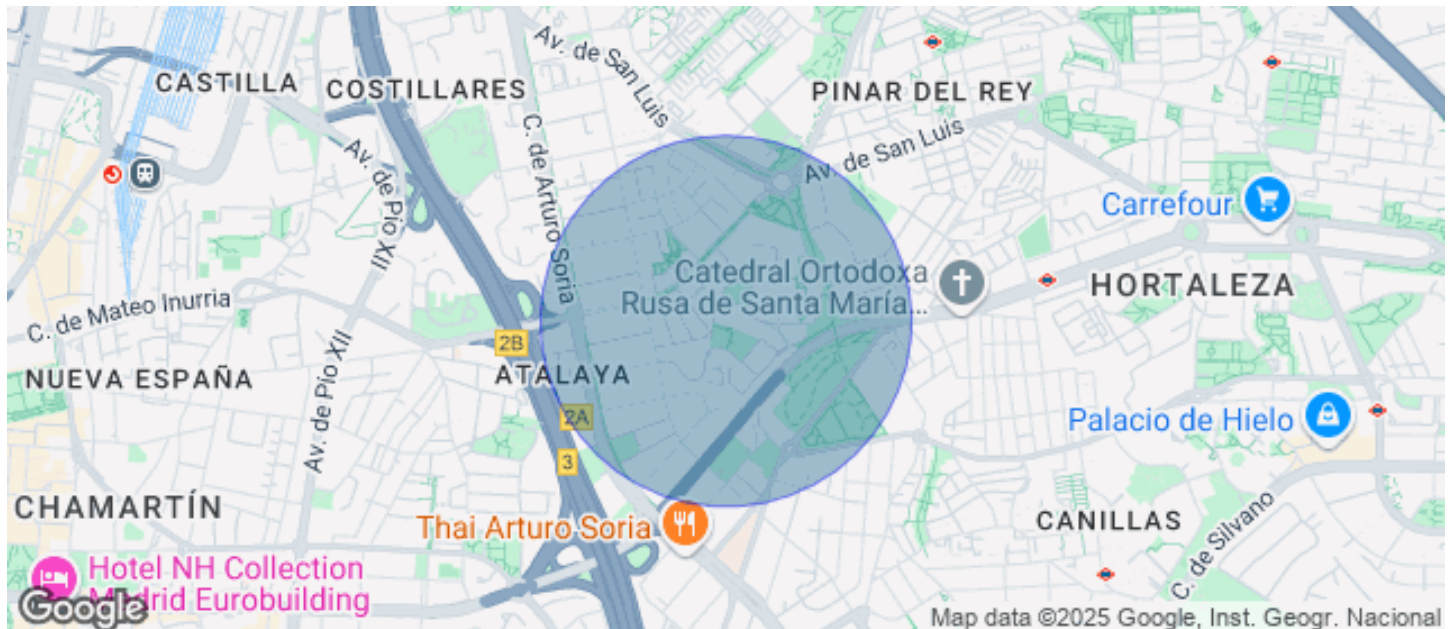 Av. de San Luis
PINAR DEL REY
CASTILLA
COSTILLARES
C. de Arturo Soria
Av. de San Luis
Av. de Pío XII
Carrefour
Catedral Ortodoxa
Rusa de Santa María...
HORTALEZA
C. de Mateo Inurria
2B
ATALAYA
NUEVA ESPAÑA
Av. de Pío XII
2A
3
Palacio de Hielo
CHAMARTÍN
Thai Arturo Soria
CANILLAS
C. de Silvano
Hotel NH Collection
Madrid Eurobuilding
Google
Map data ©2025 Google, Inst. Geogr. Nacional